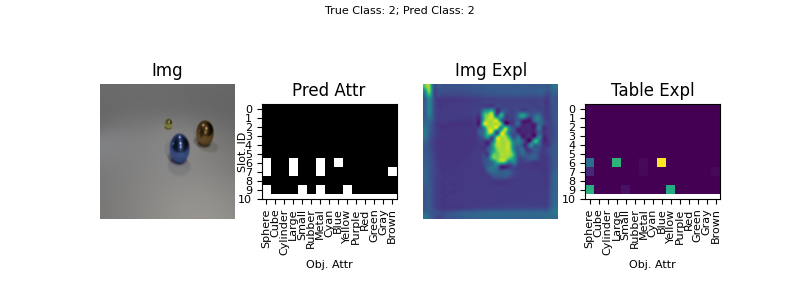 True Class: 2; Pred Class: 2
Img
Pred Attr
Img Expl
Table Expl
Slot. ID
0
1
2
3
4
5
6
7
8
9
10
Sphere
Cube
Cylinder
Large
Small
Rubber
Metal
Cyan
Blue
Yellow
Purple
Red
Green
Gray
Brown
Obj. Attr
0
1
2
3
4
5
6
7
8
9
10
Sphere
Cube
Cylinder
Large
Small
Rubber
Metal
Cyan
Blue
Yellow
Purple
Red
Green
Gray
Brown
Obj. Attr